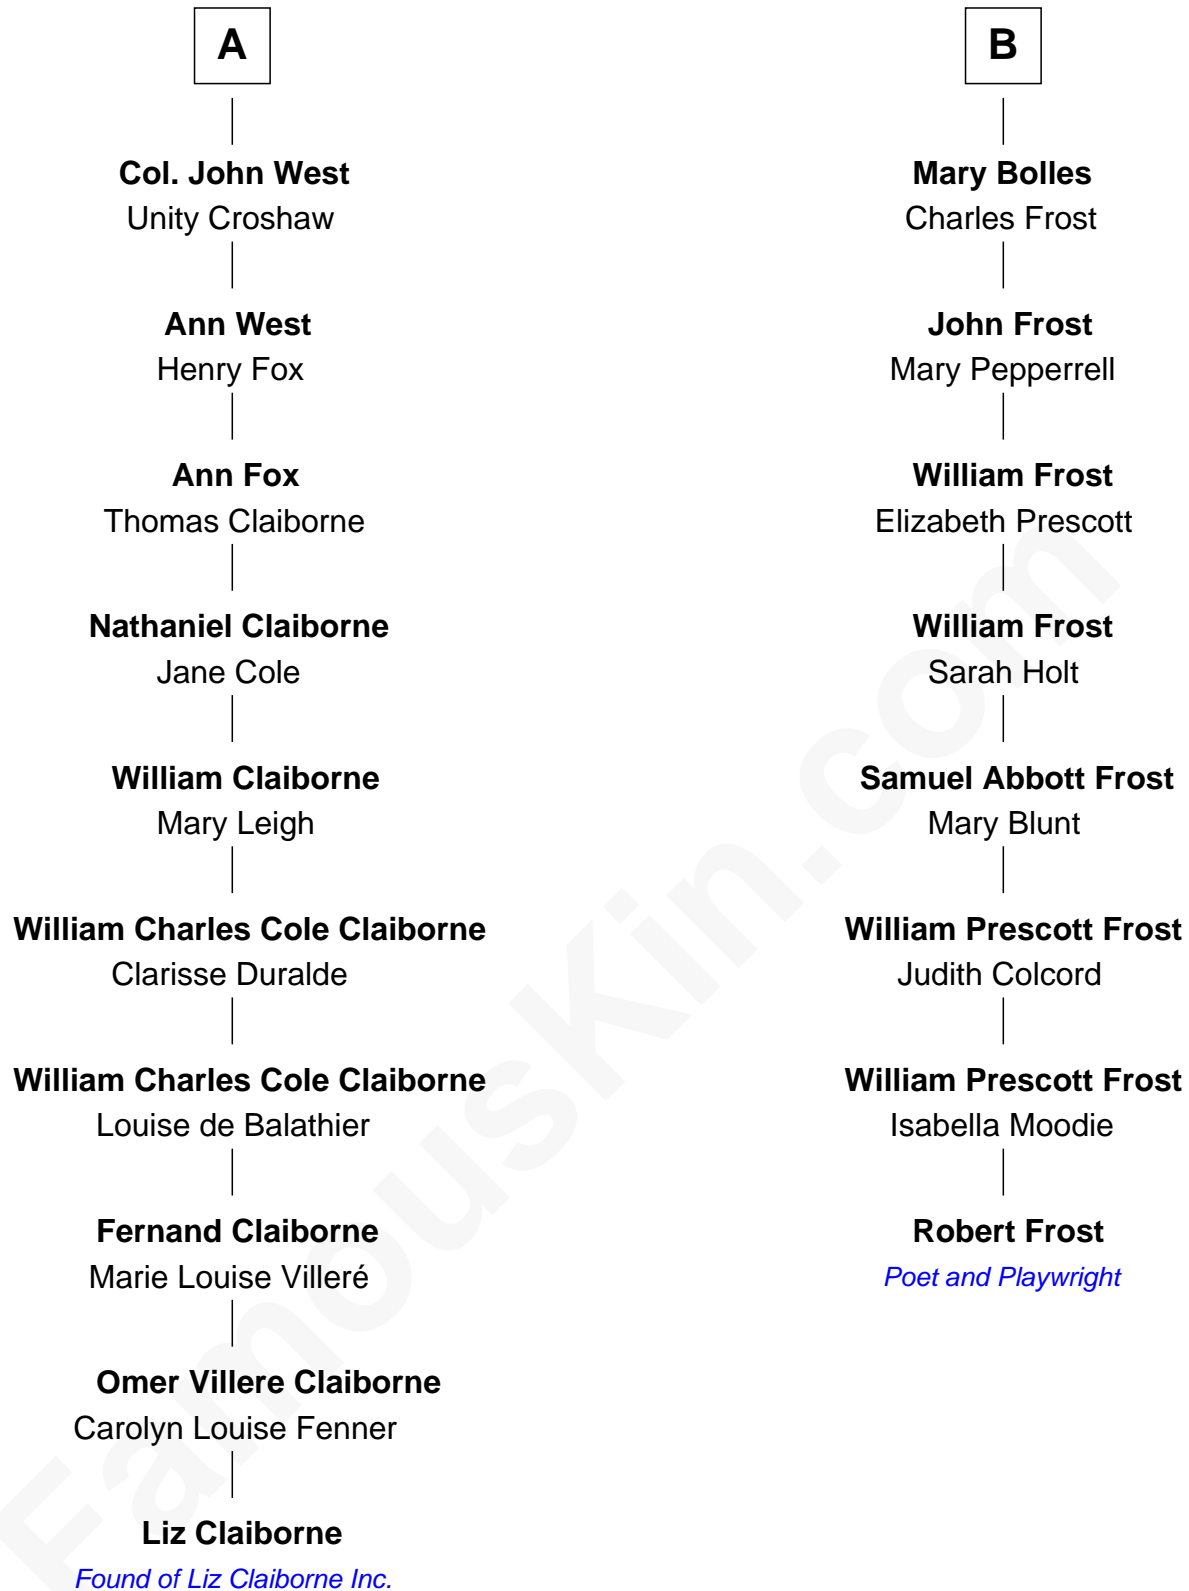 A
Col. John West
Unity Croshaw
Ann West
Henry Fox
Ann Fox
Thomas Claiborne
Nathaniel Claiborne
Jane Cole
William Claiborne
Mary Leigh
William Charles Cole Claiborne
Clarisse Duralde
William Charles Cole Claiborne
Louise de Balathier
Fernand Claiborne
Marie Louise Villeré
Omer Villere Claiborne
Carolyn Louise Fenner
Liz Claiborne
Found of Liz Claiborne Inc.
B
Mary Bolles
Charles Frost
John Frost
Mary Pepperrell
William Frost
Elizabeth Prescott
William Frost
Sarah Holt
Samuel Abbott Frost
Mary Blunt
William Prescott Frost
Judith Colcord
William Prescott Frost
Isabella Moodie
Robert Frost
Poet and Playwright
FamousKin.com